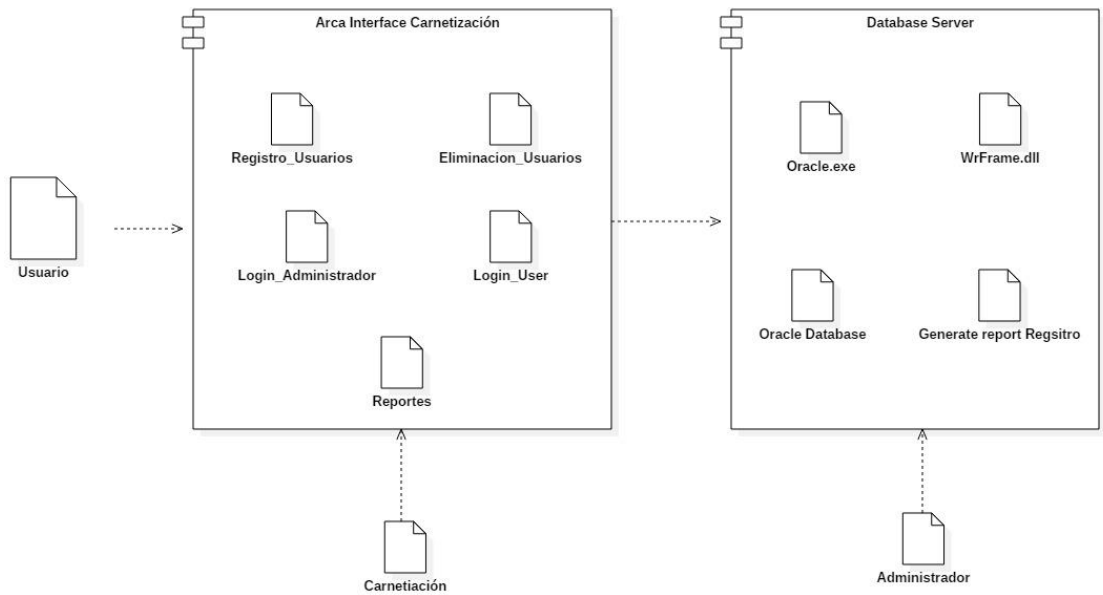 Arca Interface Carnetización
Database Server
Registro_Usuarios
Eliminacion_Usuarios
Oracle.exe
WrFrame.dll
Usuario
Login_Administrador
Login_User
Oracle Database
Generate report Regsitro
Reportes
Carnetiación
Administrador